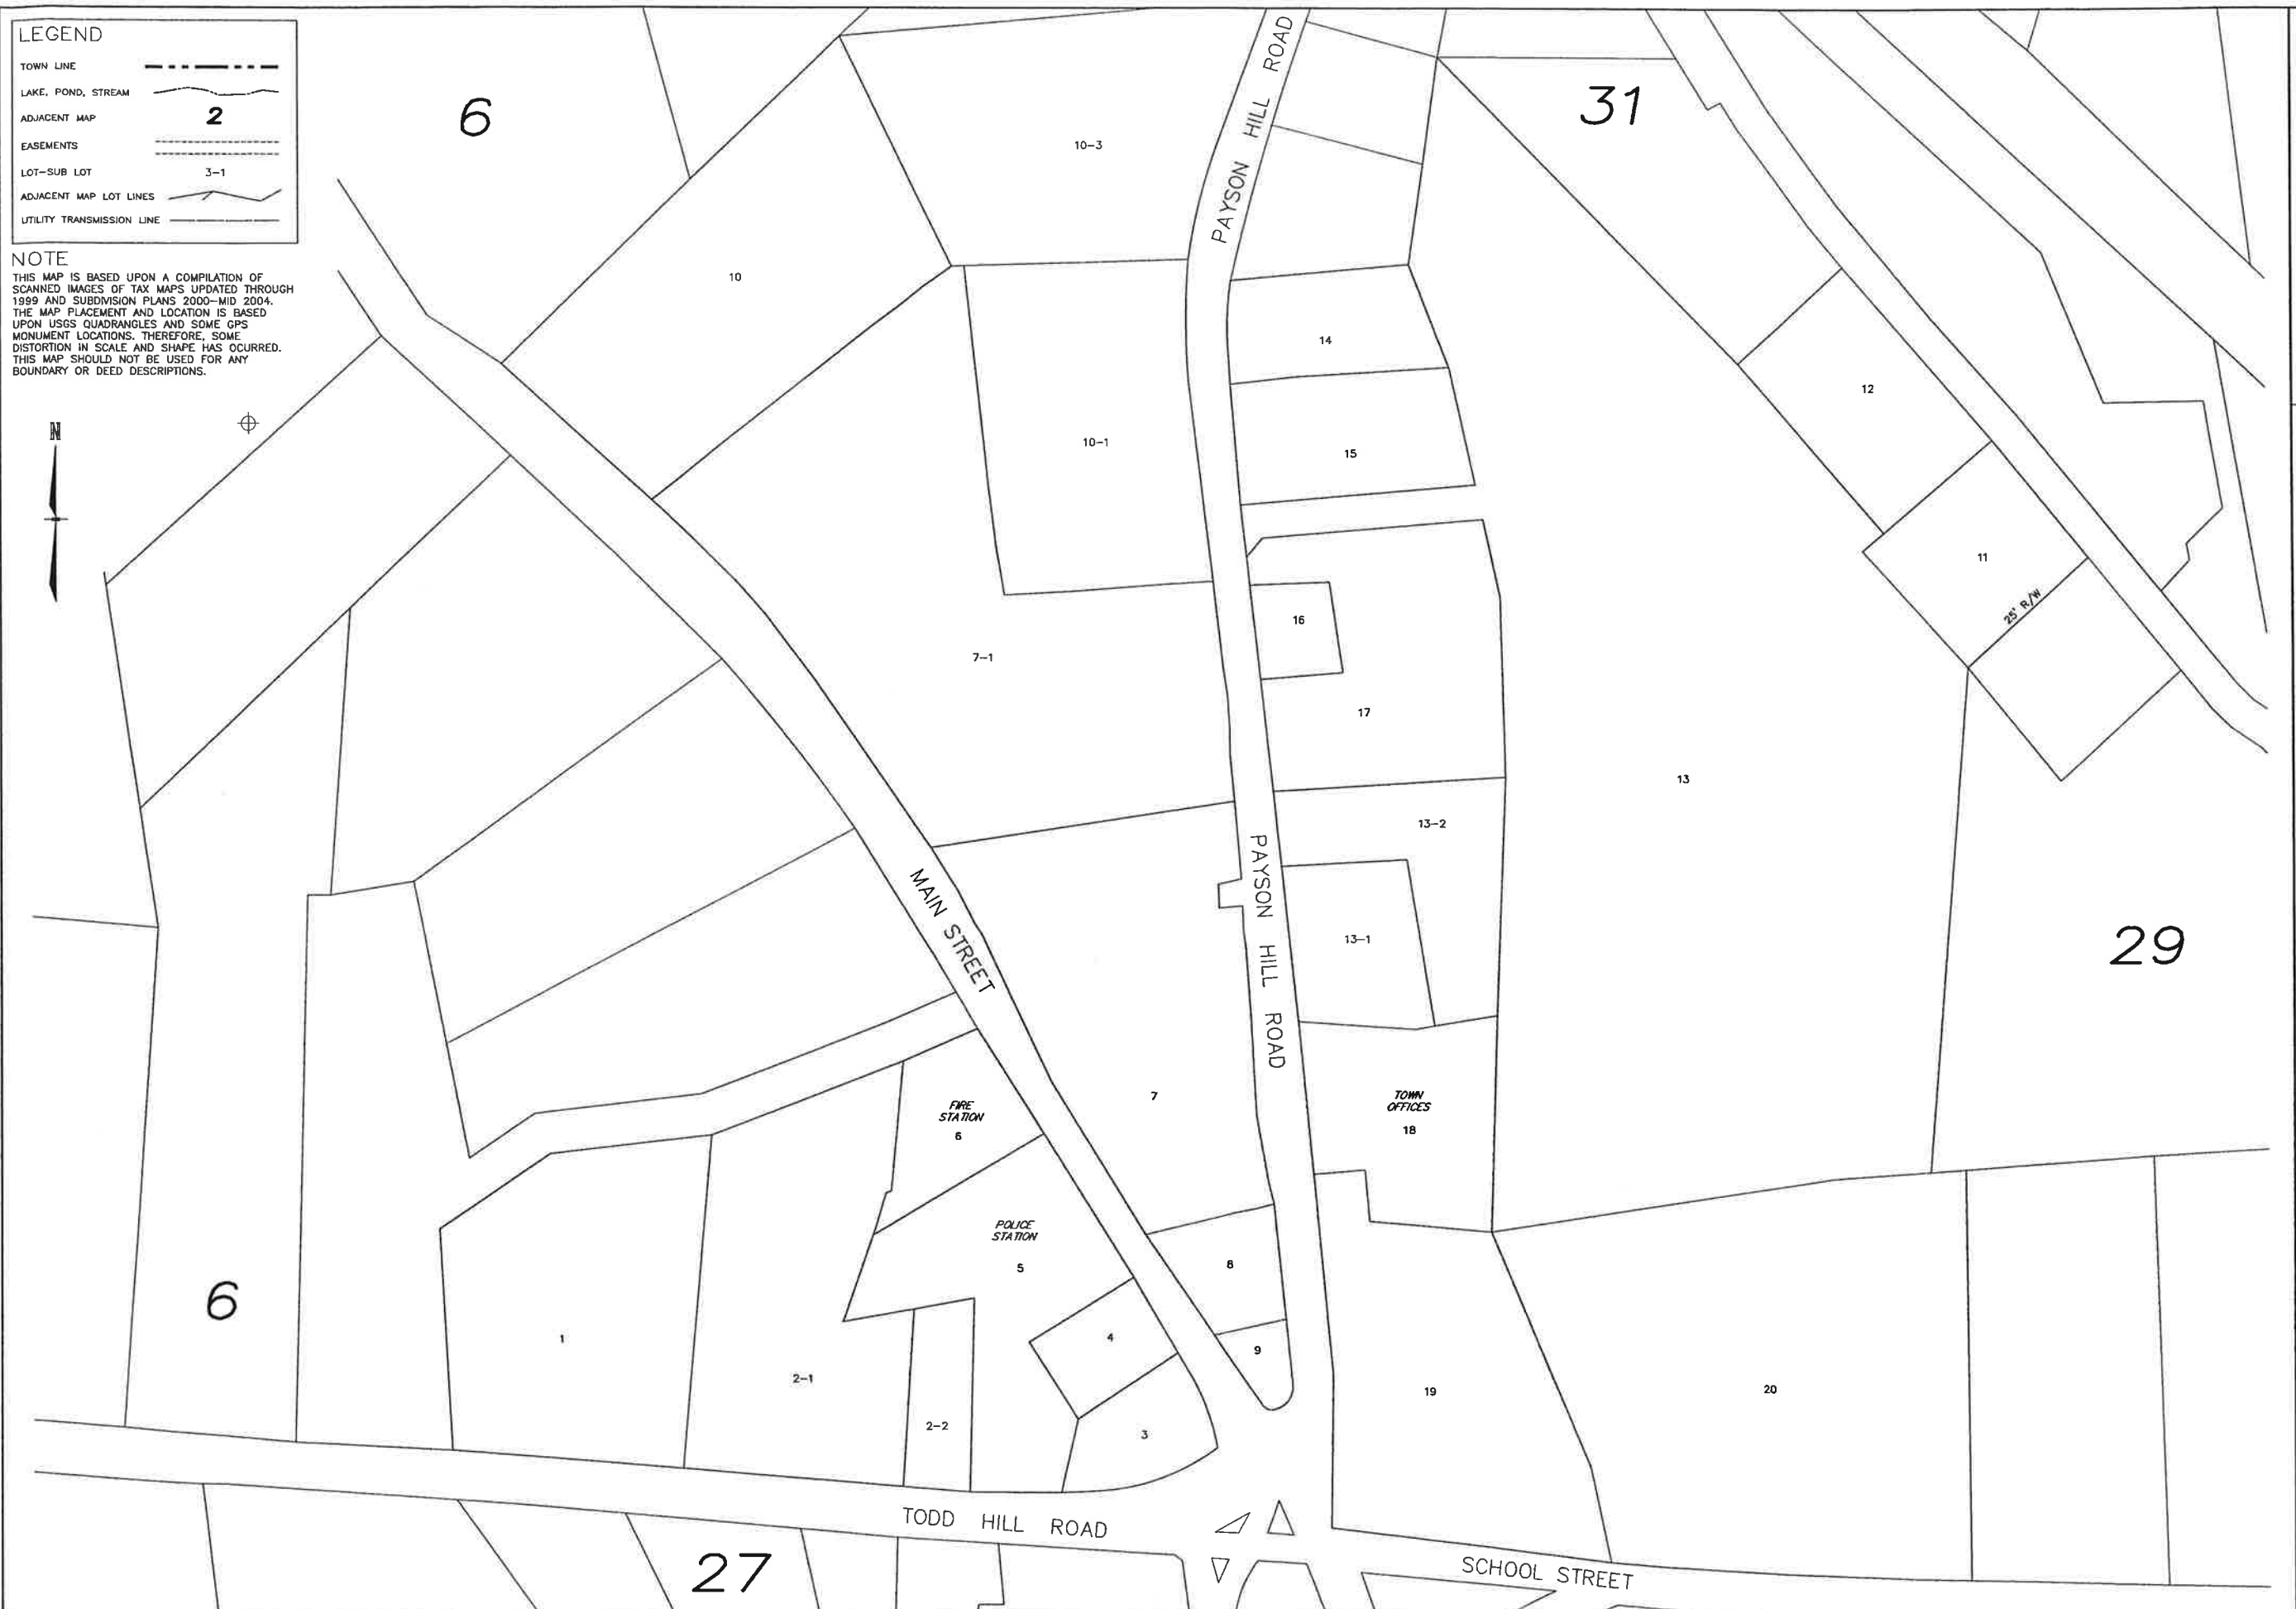 LEGEND
TOWN LINE
LAKE, POND, STREAM
ADJACENT MAP 2
EASEMENTS
LOT-SUB LOT 3-1
ADJACENT MAP LOT LINES
UTILITY TRANSMISSION LINE
NOTE
THIS MAP IS BASED UPON A COMPILATION OF
SCANNED IMAGES OF TAX MAPS UPDATED THROUGH
1999 AND SUBDIVISION PLANS 2000-MID 2004.
THE MAP PLACEMENT AND LOCATION IS BASED
UPON USGS QUADRANGLES AND SOME GPS
MONUMENT LOCATIONS. THEREFORE, SOME
DISTORTION IN SCALE AND SHAPE HAS OCURRED.
THIS MAP SHOULD NOT BE USED FOR ANY
BOUNDARY OR DEED DESCRIPTIONS.
N
6
31
PAYSON HILL ROAD
10-3
10
14
12
10-1
15
11
25' R/W
16
7-1
17
13
13-2
PAYSON HILL ROAD
MAIN STREET
13-1
29
7
FIRE
STATION
6
TOWN
OFFICES
18
POLICE
STATION
5
8
6
1
4
9
2-1
19
20
2-2
3
TODD HILL ROAD
SCHOOL STREET
27